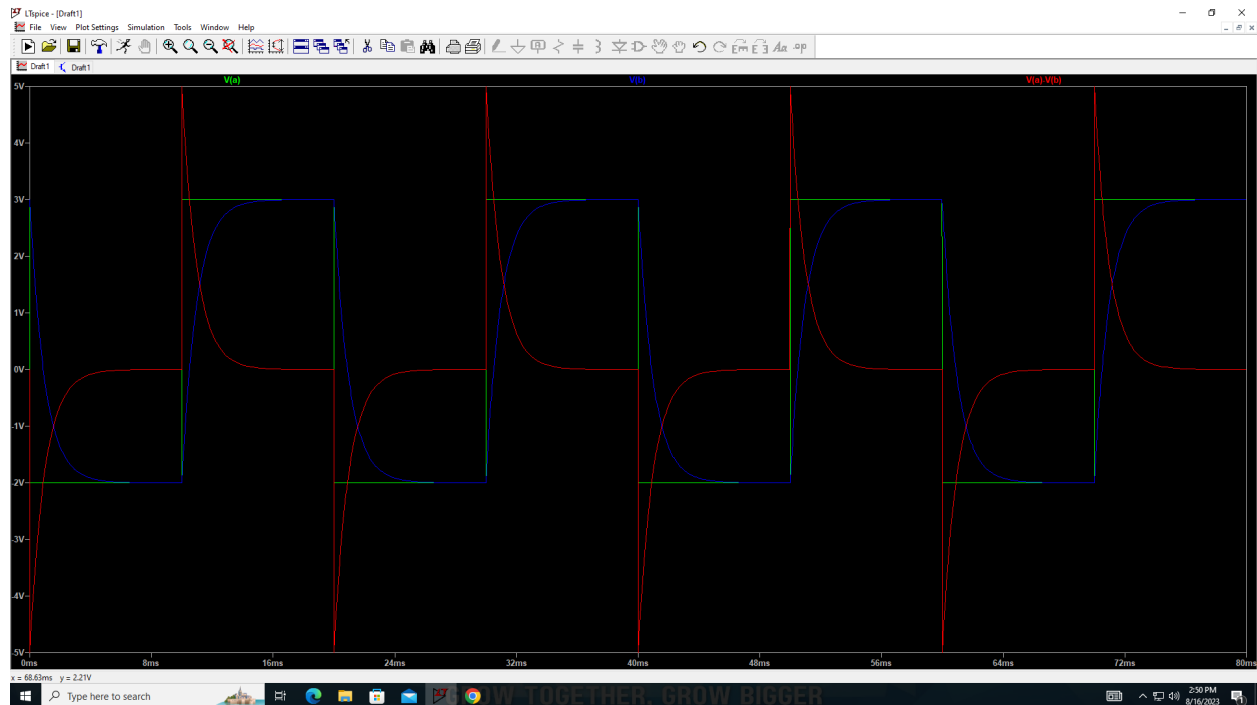 LTspice - [Draft1]
File View Plot Settings Simulation Tools Window Help
Draft1 Draft1
V(a) V(b) V(a)-V(b)
5V
4V
3V
2V
1V
0V
-1V
-2V
-3V
-4V
-5V
0ms 8ms 16ms 24ms 32ms 40ms 48ms 56ms 64ms 72ms 80ms
x = 68.63ms y = 2.21V
Type here to search
GROW TOGETHER. GROW BIGGER
2:50 PM
8/16/2023